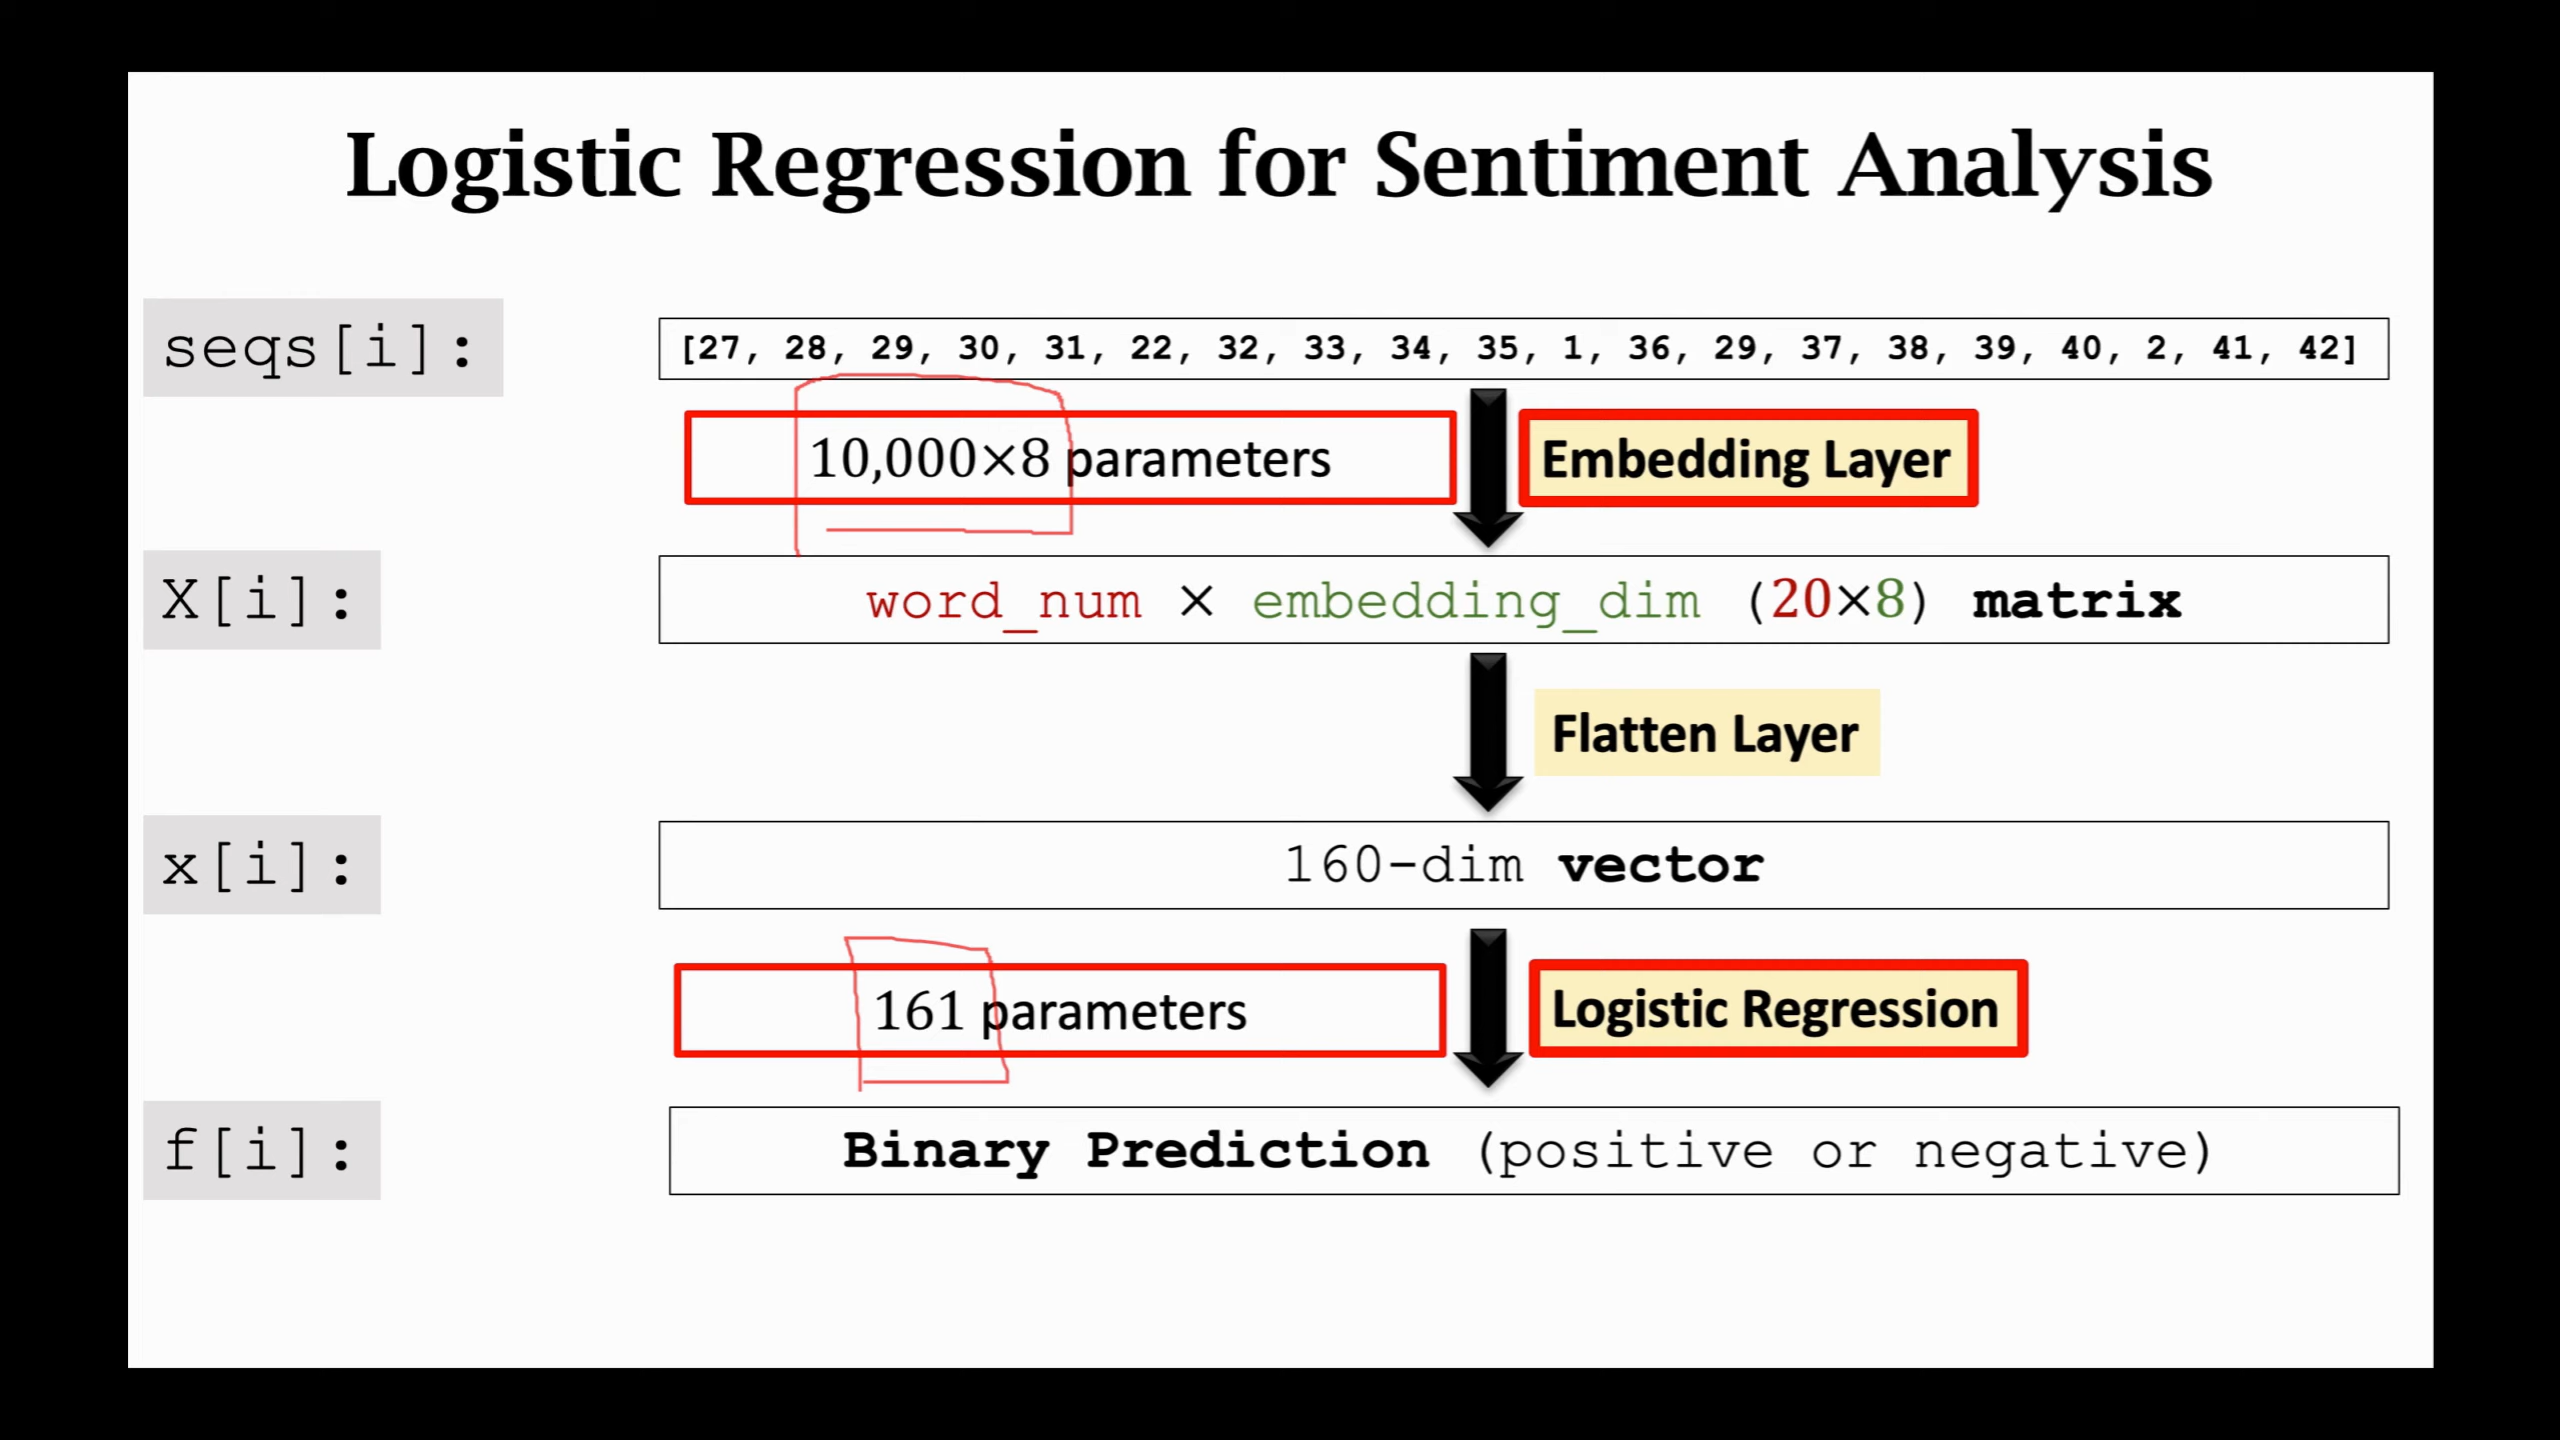 Logistic Regression for Sentiment Analysis
seqs[i]:
[27, 28, 29, 30, 31, 22, 32, 33, 34, 35, 1, 36, 29, 37, 38, 39, 40, 2, 41, 42]
10,000×8 parameters
Embedding Layer
X[i]:
word_num × embedding_dim (20×8) matrix
Flatten Layer
x[i]:
160-dim vector
161 parameters
Logistic Regression
f[i]:
Binary Prediction (positive or negative)